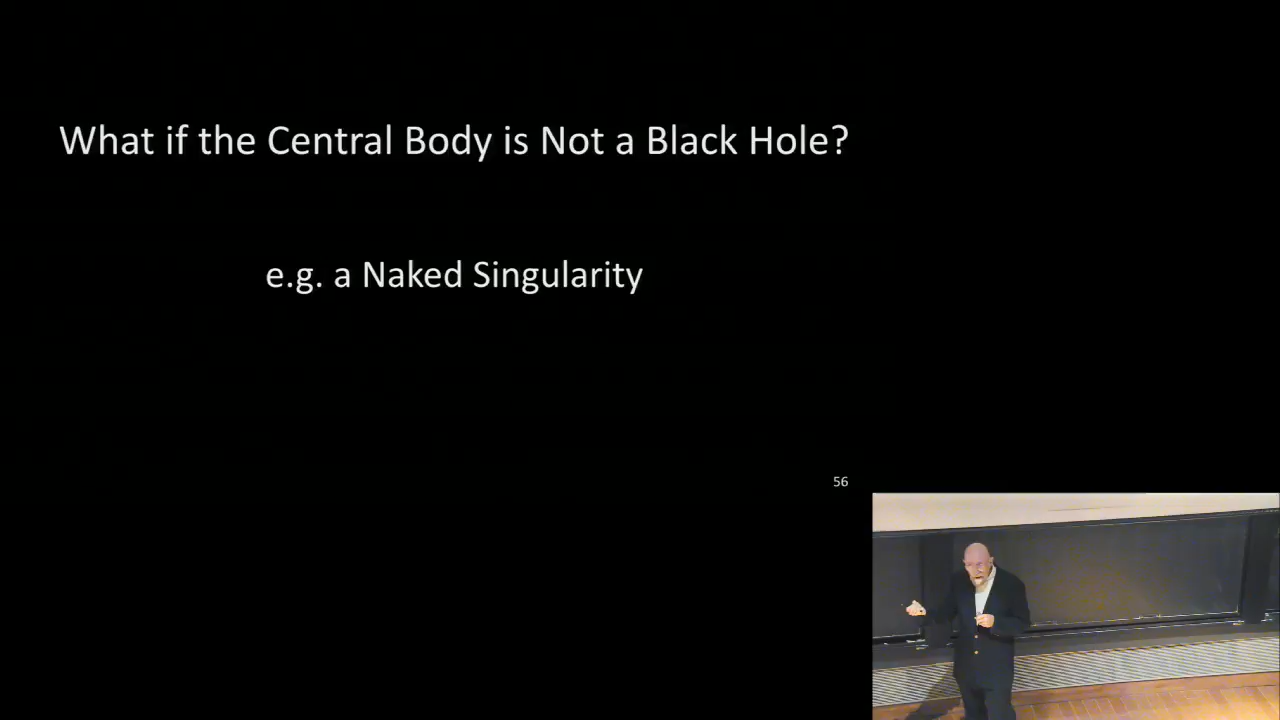 What if the Central Body is Not a Black Hole?
e.g. a Naked Singularity
56